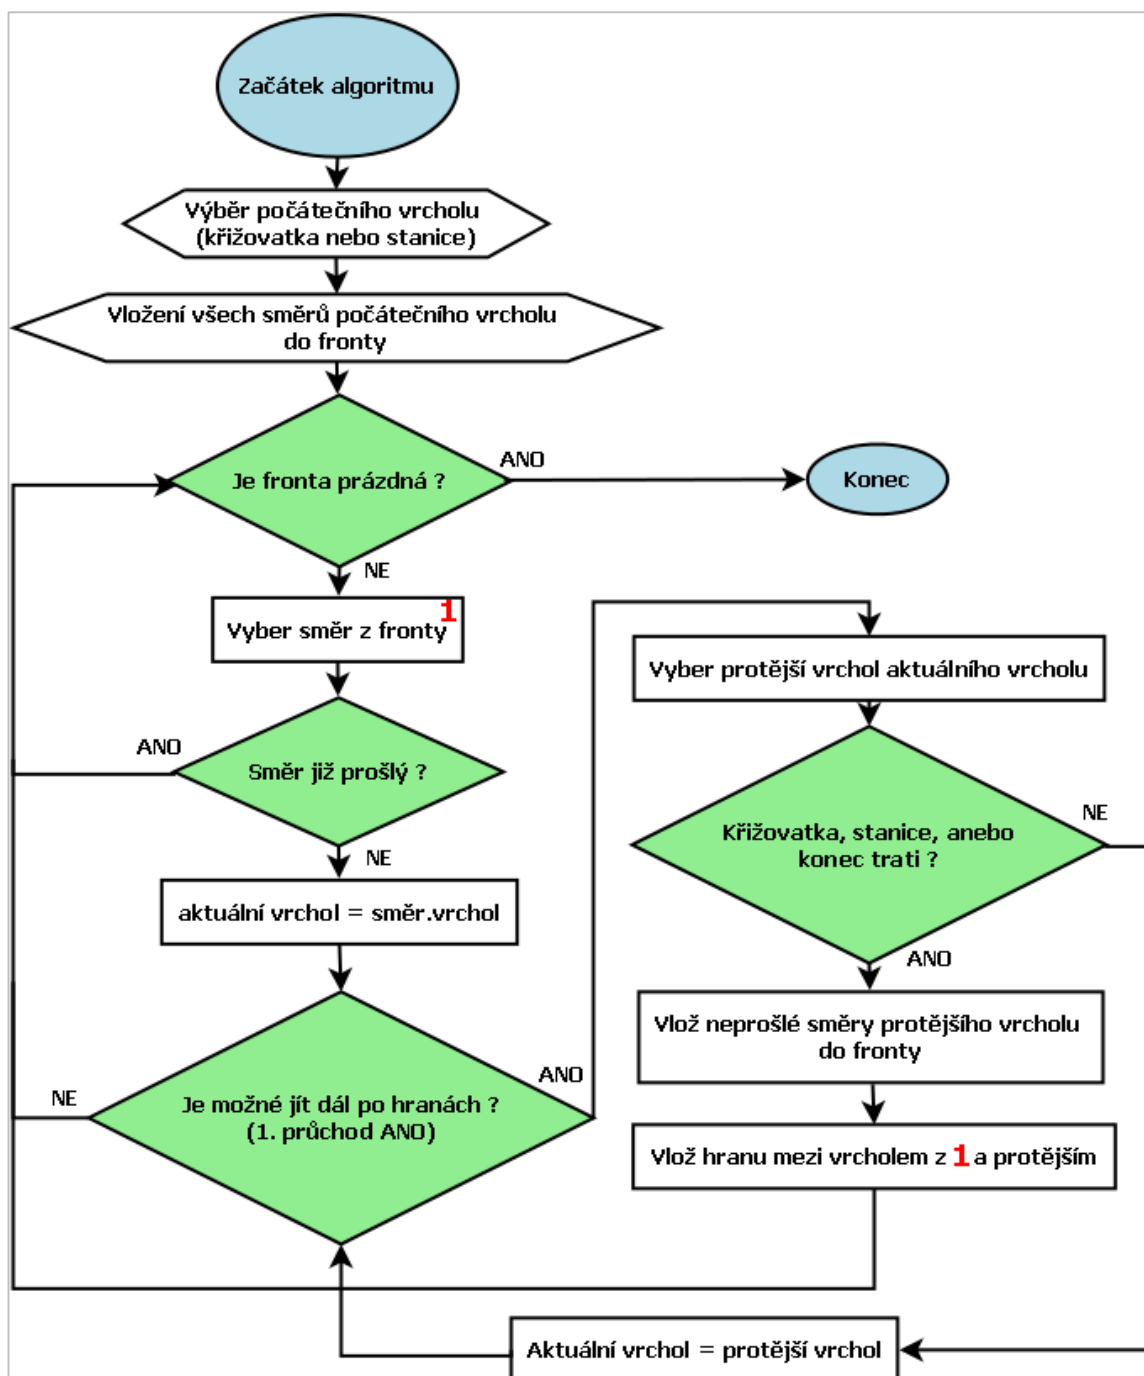 Začátek algoritmu
Výběr počátečního vrcholu
(křižovatka nebo stanice)
Vložení všech směrů počátečního vrcholu
do fronty
Je fronta prázdná ?
ANO
Konec
NE
Vyber směr z fronty 1
ANO
Směr již prošlý ?
NE
aktuální vrchol = směr.vrchol
Je možné jít dál po hranách ?
(1. průchod ANO)
NE
ANO
Vyber protější vrchol aktuálního vrcholu
Křižovatka, stanice, anebo
konec trati ?
NE
ANO
Vlož neprošlé směry protějšího vrcholu
do fronty
Vlož hranu mezi vrcholem z 1 a protějším
Aktuální vrchol = protější vrchol